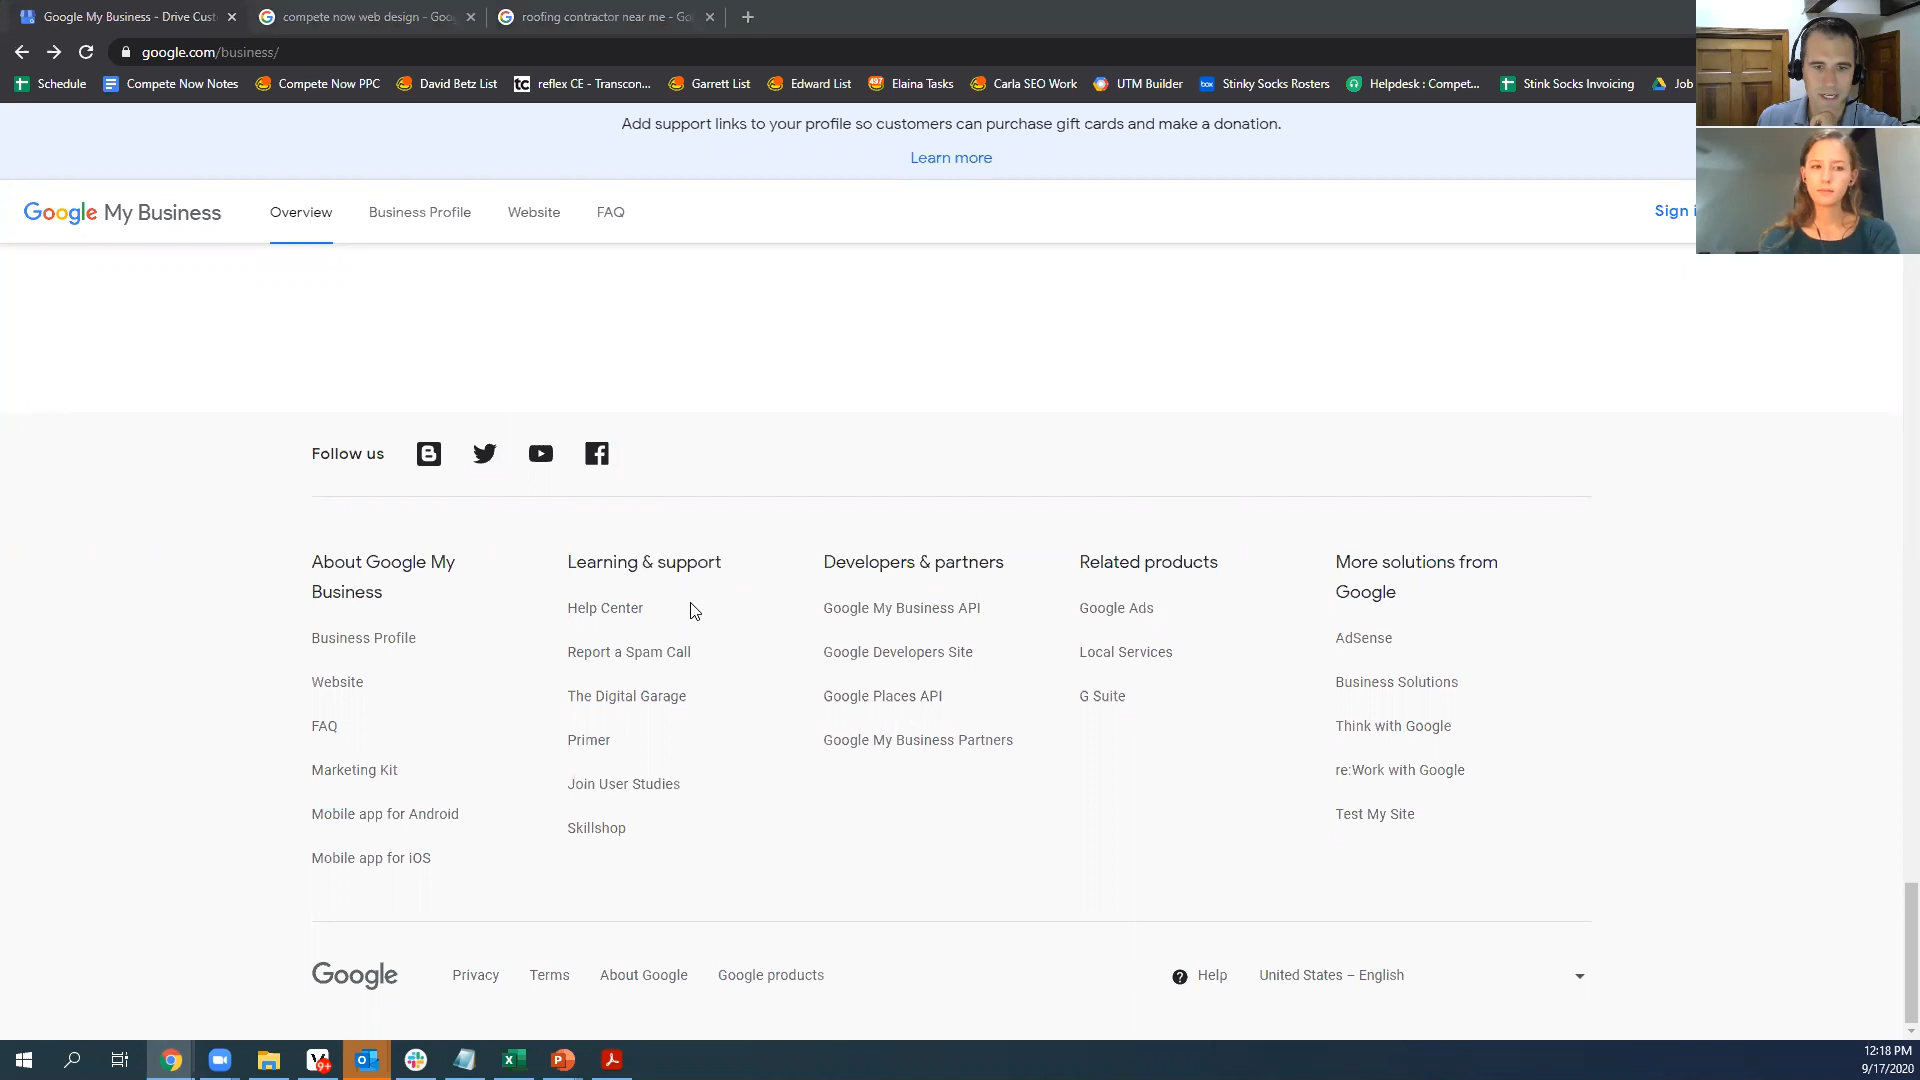 Google My Business - Drive Cust
compete now web design - Goo
roofing contractor near me - Go
google.com/business/
Schedule
Compete Now Notes
Compete Now PPC
David Betz List
tc reflex CE - Transcon...
Garrett List
Edward List
497 Elaina Tasks
Carla SEO Work
UTM Builder
box Stinky Socks Rosters
Helpdesk : Compet...
Stink Socks Invoicing
Job
Add support links to your profile so customers can purchase gift cards and make a donation.
Learn more
Google My Business
Overview
Business Profile
Website
FAQ
Sign i
Follow us
About Google My
Business
Business Profile
Website
FAQ
Marketing Kit
Mobile app for Android
Mobile app for iOS
Learning & support
Help Center
Report a Spam Call
The Digital Garage
Primer
Join User Studies
Skillshop
Developers & partners
Google My Business API
Google Developers Site
Google Places API
Google My Business Partners
Related products
Google Ads
Local Services
G Suite
More solutions from
Google
AdSense
Business Solutions
Think with Google
re:Work with Google
Test My Site
Google
Privacy
Terms
About Google
Google products
Help
United States – English
9+
12:18 PM
9/17/2020